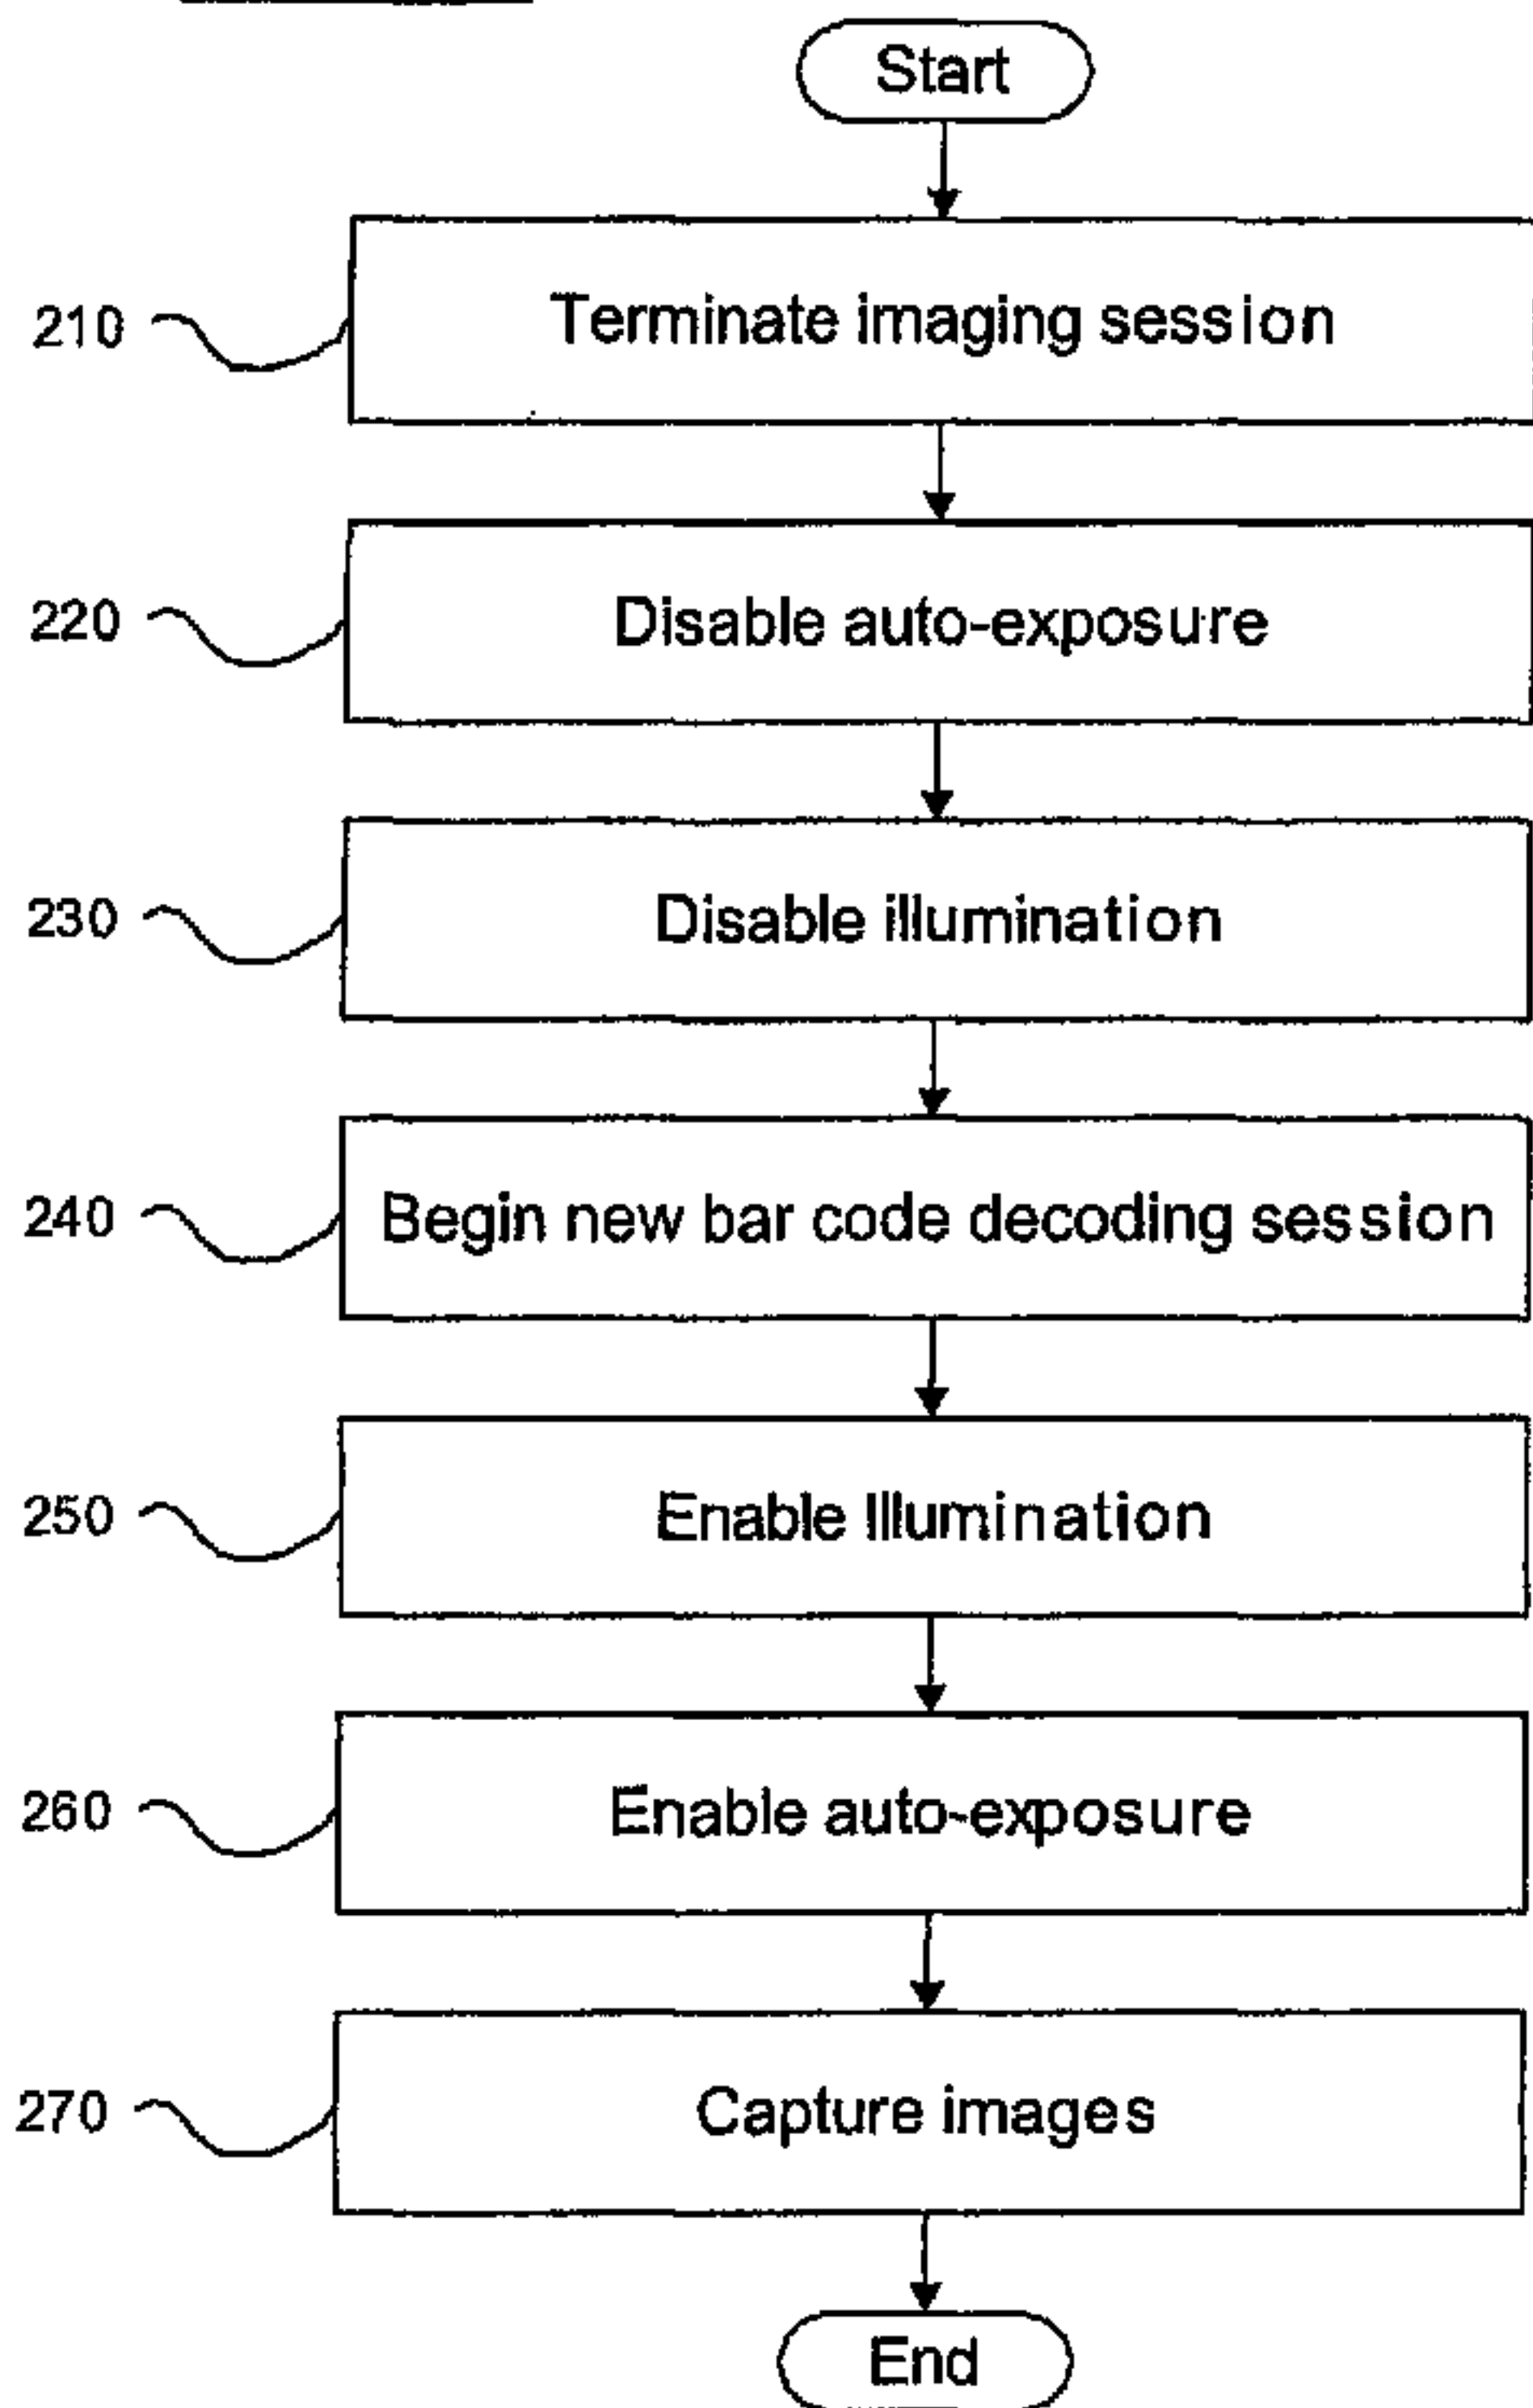 Start
210 Terminate imaging session
220 Disable auto-exposure
230 Disable illumination
240 Begin new bar code decoding session
250 Enable Illumination
260 Enable auto-exposure
270 Capture images
End